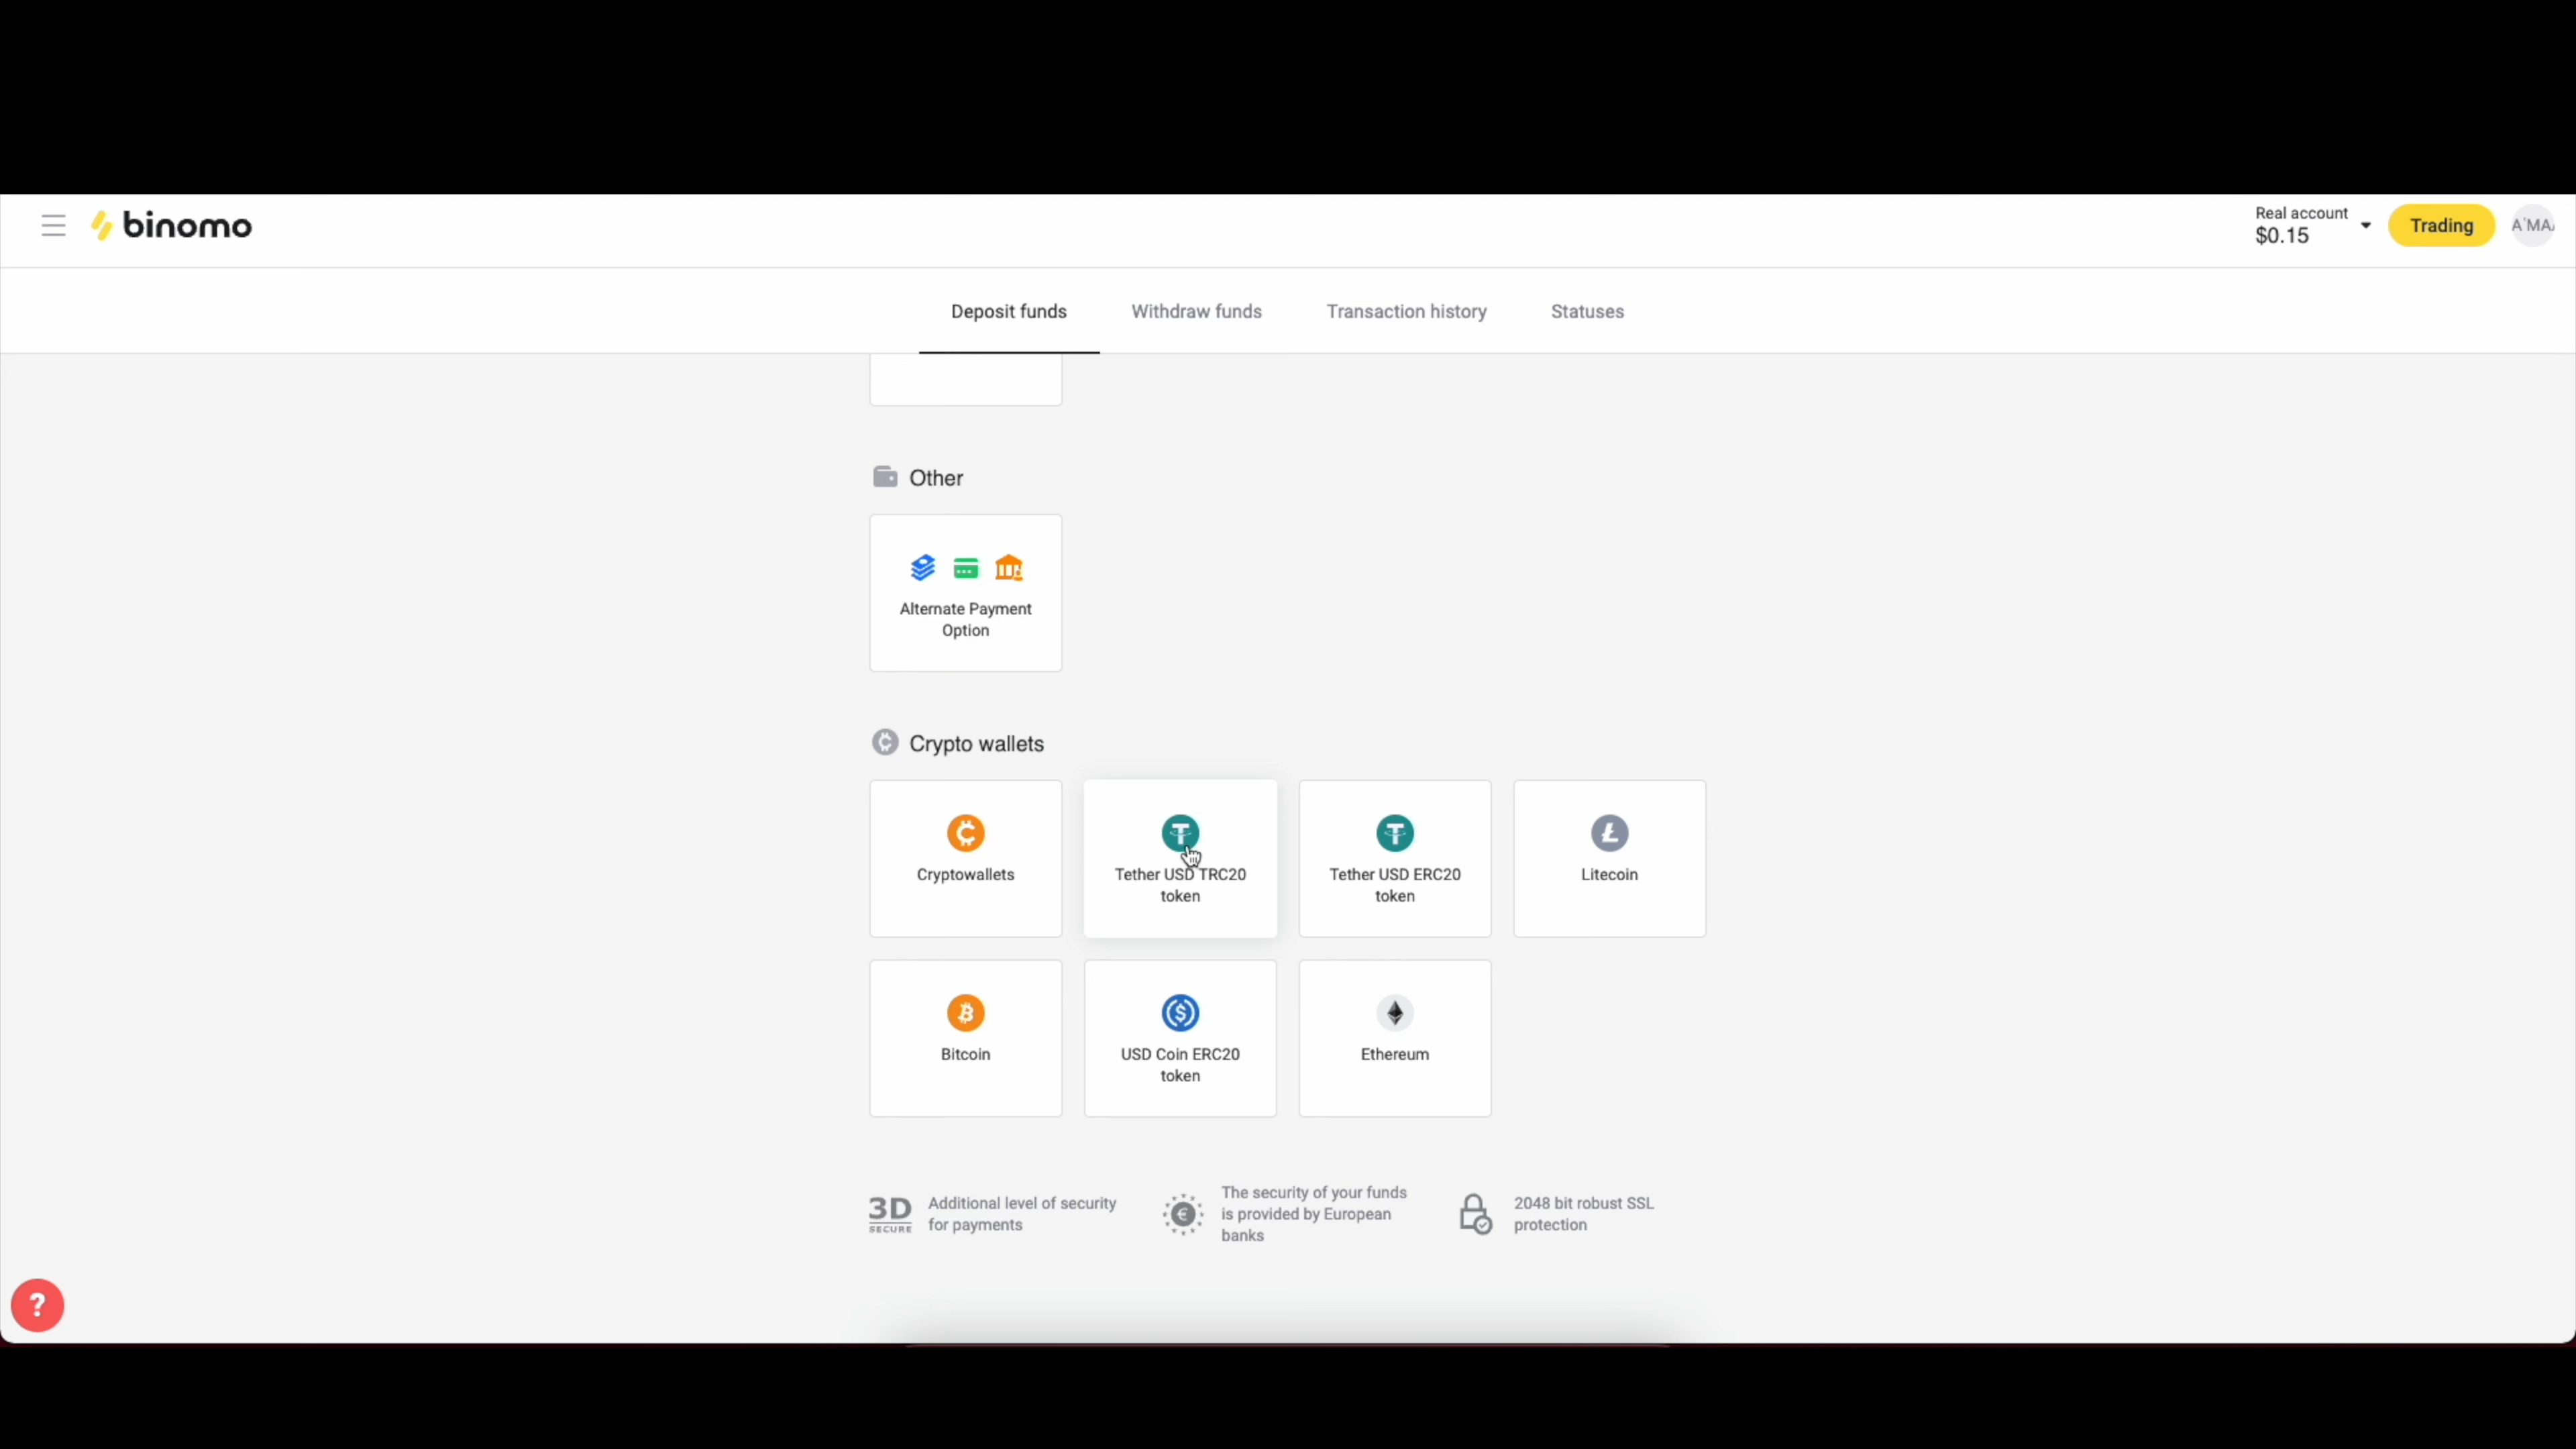 binomo
Real account
$0.15
Trading
A'MA
Deposit funds
Withdraw funds
Transaction history
Statuses
Other
Alternate Payment
Option
Crypto wallets
Cryptowallets
Tether USD TRC20
token
Tether USD ERC20
token
Litecoin
Bitcoin
USD Coin ERC20
token
Ethereum
3D
SECURE
Additional level of security
for payments
The security of your funds
is provided by European
banks
2048 bit robust SSL
protection
?